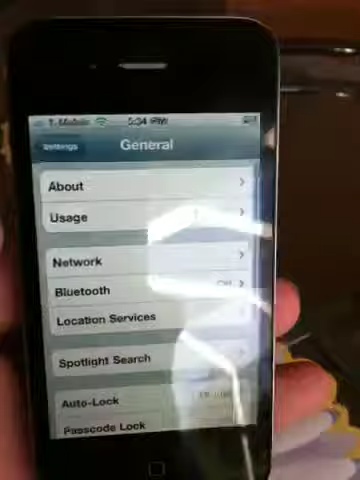 T-Mobile 5:34 PM
Settings General
About
Usage
Network
Bluetooth Off
Location Services
Spotlight Search
Auto-Lock
Passcode Lock